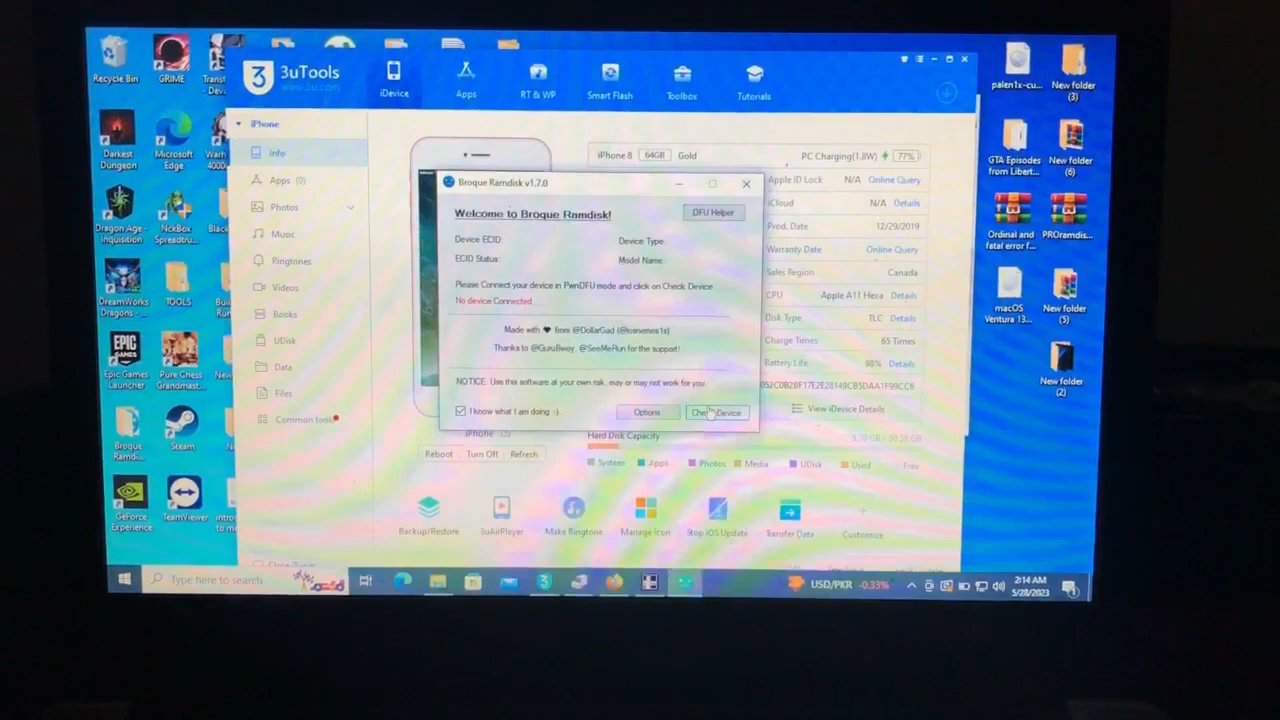 Recycle Bin
GRIME
Darkest
Dungeon
Microsoft
Edge
Dragon Age -
Inquisition
NckBox
Spreadtru...
DreamWorks
Dragons - ...
TOOLS
Epic Games
Launcher
Pure Chess
Grandmast...
Broque
Ramdi...
Steam
GeForce
Experience
TeamViewer
3uTools
www.3u.com
iDevice
Apps
RT & WP
Smart Flash
Toolbox
Tutorials
iPhone
Info
Apps (0)
Photos
Music
Ringtones
Videos
Books
UDisk
Data
Files
Common tools
iPhone 8 64GB Gold
PC Charging(1.8W) 77%
Apple ID Lock N/A Online Query
iCloud N/A Details
Prod. Date 12/29/2019
Warranty Date Online Query
Sales Region Canada
CPU Apple A11 Hexa Details
Disk Type TLC Details
Charge Times 65 Times
Battery Life 98% Details
View iDevice Details
Broque Ramdisk v1.7.0
Welcome to Broque Ramdisk!
DFU Helper
Device ECID: Device Type:
ECID Status: Model Name:
Please Connect your device in PwnDFU mode and click on Check Device
No device Connected
Made with ♥ from @DollarGad (@iosnemes1s)
Thanks to @GuruBwoy, @SeeMeRun for the support!
NOTICE: Use this software at your own risk, may or may not work for you.
I know what I am doing :-)
Options
Check Device
iPhone
Reboot Turn Off Refresh
Hard Disk Capacity
System Apps Photos Media UDisk Used Free
Backup/Restore
3uAirPlayer
Make Ringtone
Manage Icon
Stop iOS Update
Transfer Data
Customize
palen1x-cu...
New folder
(3)
GTA Episodes
from Libert...
New folder
(6)
Ordinal and
fatal error f...
PROramdis...
macOS
Ventura 13...
New folder
(5)
New folder
(2)
Type here to search
USD/PKR -0.33%
2:14 AM
5/28/2023